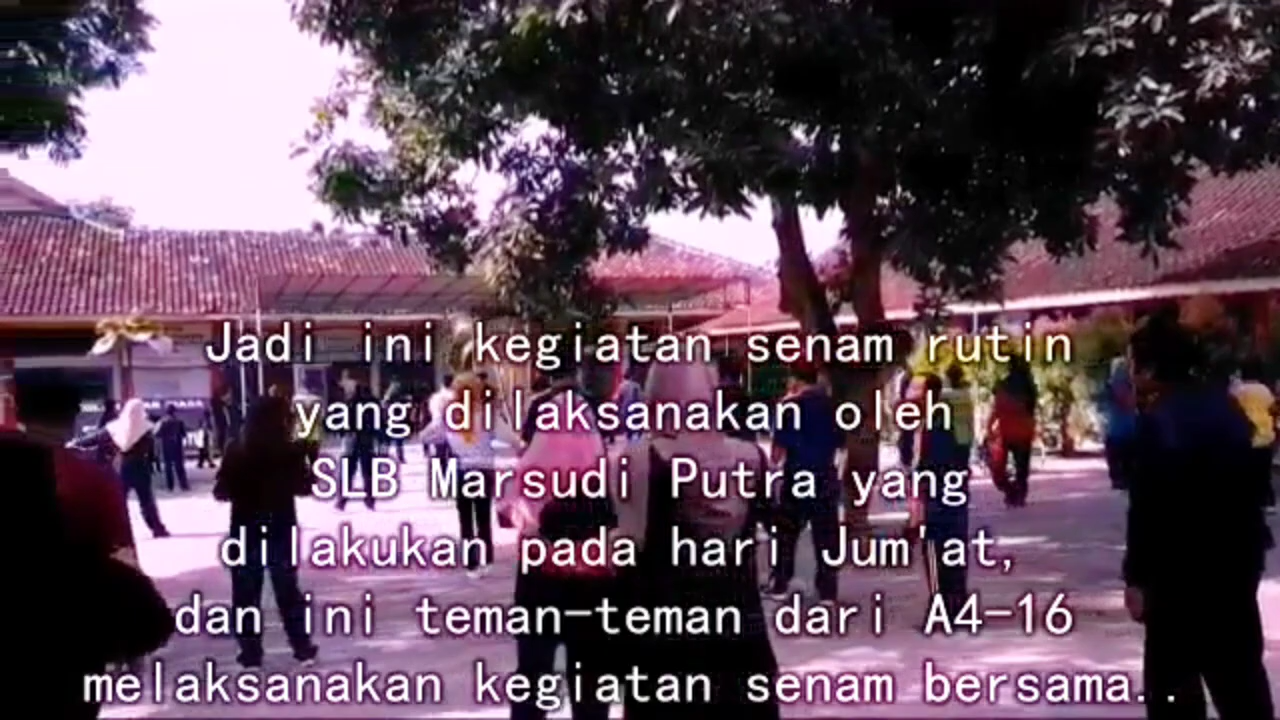 Jadi ini kegiatan senam rutin
yang dilaksanakan oleh
SLB Marsudi Putra yang
dilakukan pada hari Jum'at,
dan ini teman-teman dari A4-16
melaksanakan kegiatan senam bersama..